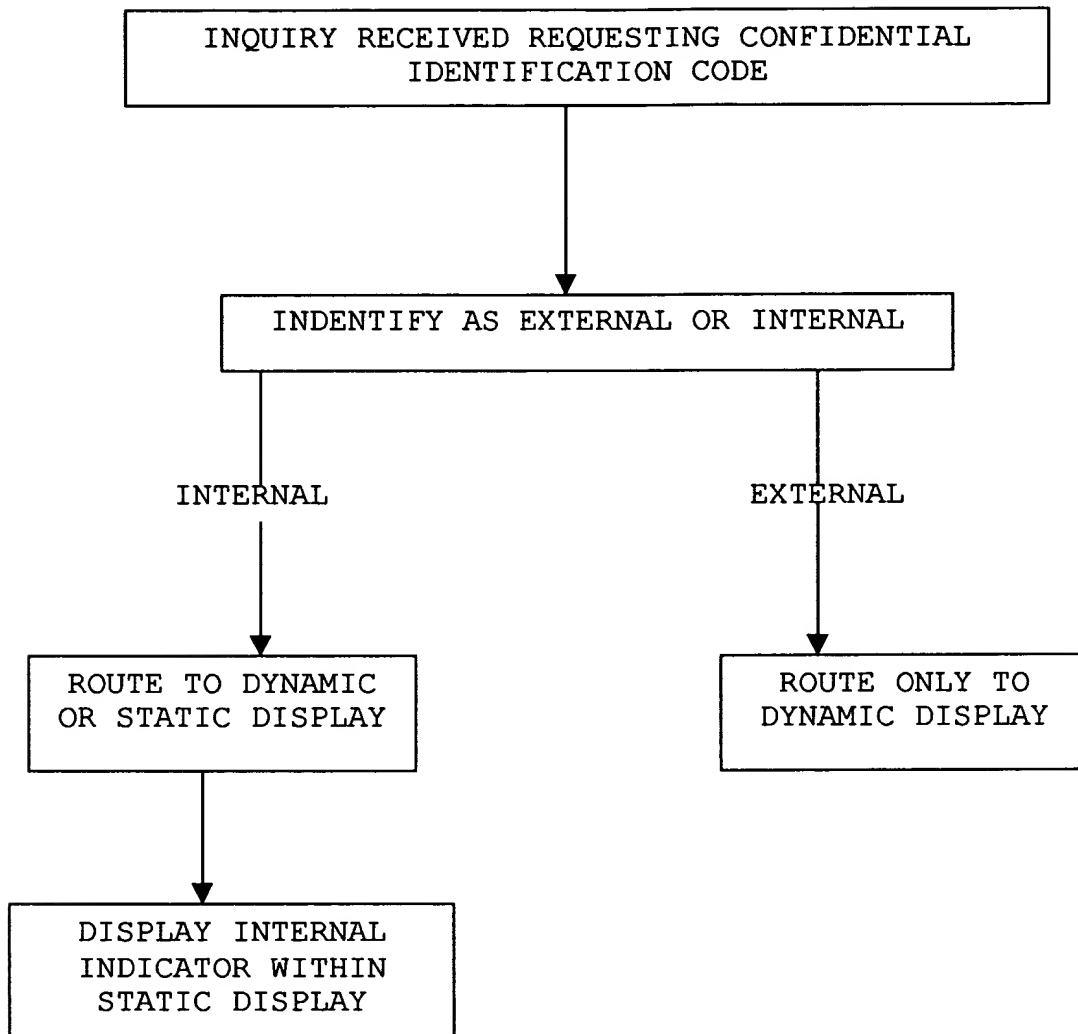 INQUIRY RECEIVED REQUESTING CONFIDENTIAL
IDENTIFICATION CODE
INDENTIFY AS EXTERNAL OR INTERNAL
INTERNAL
EXTERNAL
ROUTE TO DYNAMIC
OR STATIC DISPLAY
ROUTE ONLY TO
DYNAMIC DISPLAY
DISPLAY INTERNAL
INDICATOR WITHIN
STATIC DISPLAY